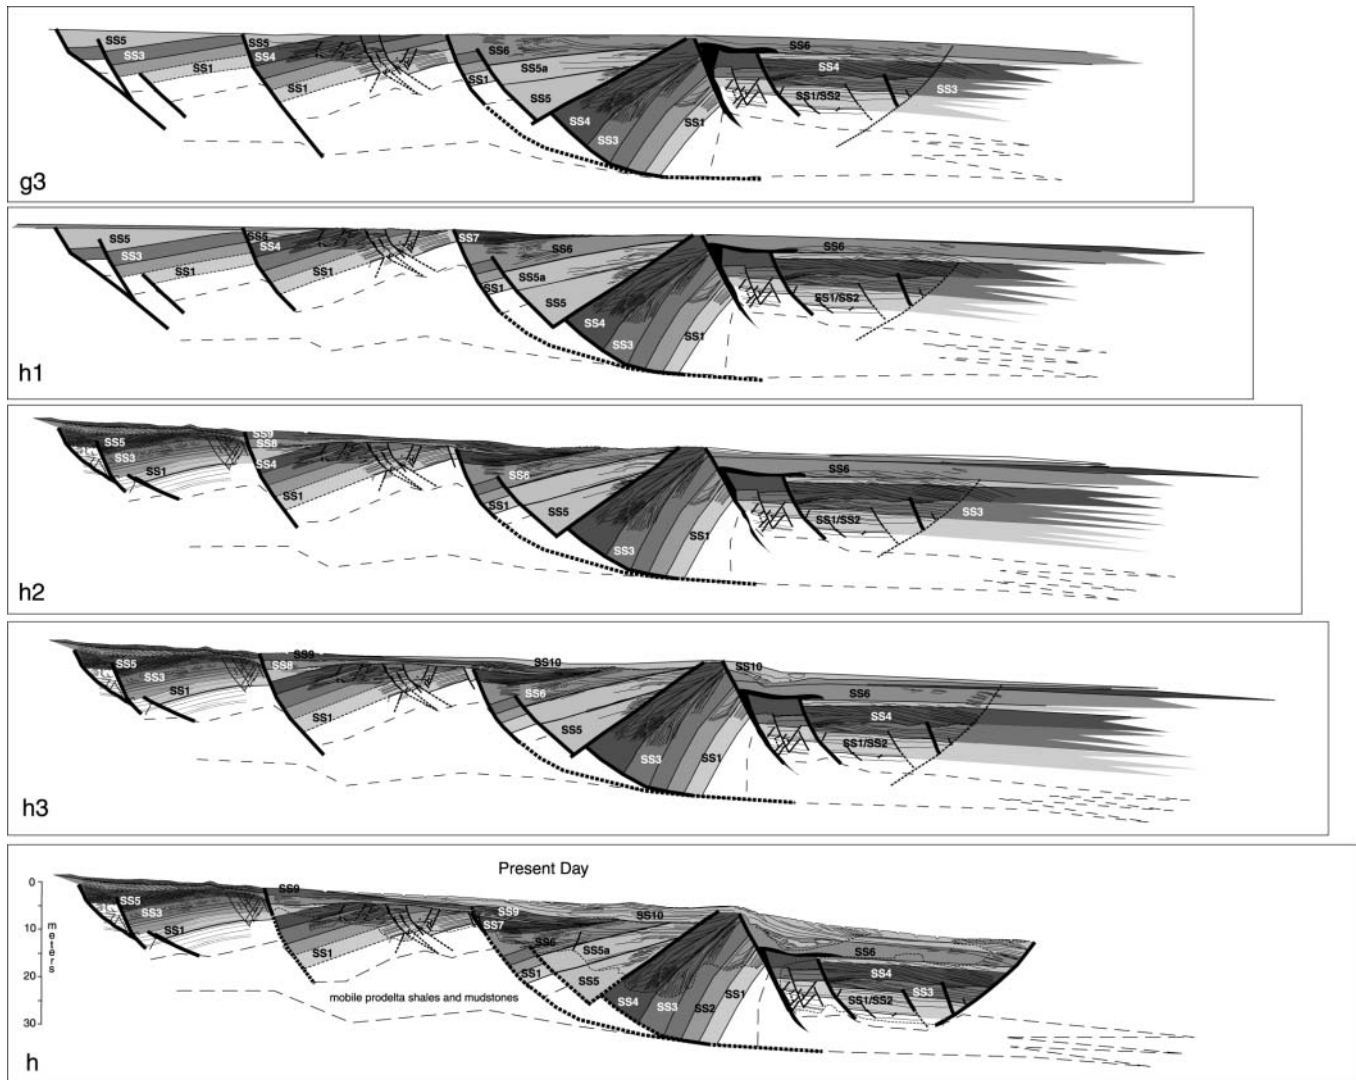 SS5
SS3
SS1
SS5
SS4
SS1
SS6
SS5a
SS1
SS5
SS4
SS3
SS1
SS6
SS4
SS1/SS2
SS3
g3
SS5
SS3
SS1
SS5
SS4
SS1
SS7
SS6
SS5a
SS1
SS5
SS4
SS3
SS1
SS6
SS1/SS2
h1
SS5
SS3
SS1
SS9
SS8
SS4
SS1
SS6
SS1
SS5
SS3
SS1
SS6
SS1/SS2
SS3
h2
SS5
SS3
SS1
SS9
SS8
SS1
SS10
SS6
SS5
SS3
SS1
SS10
SS6
SS4
SS1/SS2
h3
Present Day
0
10
20
30
meters
SS5
SS3
SS1
SS9
SS1
SS9
SS7
SS10
SS6
SS5a
SS1
SS5
SS4
SS3
SS2
SS1
SS6
SS4
SS3
SS1/SS2
mobile prodelta shales and mudstones
h